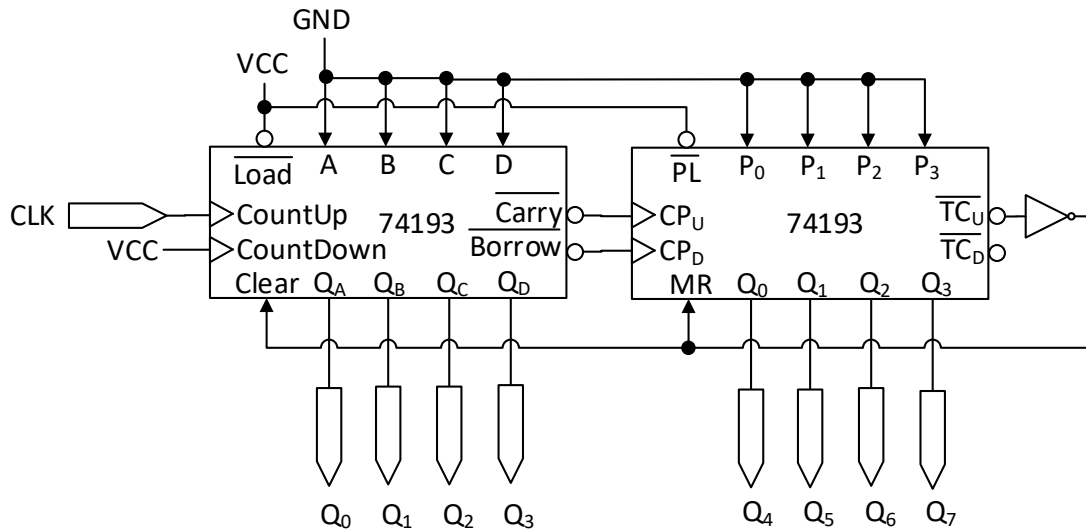 GND
VCC
Load A B C D PL P0 P1 P2 P3
CLK CountUp 74193 Carry CPU 74193 TCU
VCC CountDown Borrow CPD TCD
Clear QA QB QC QD MR Q0 Q1 Q2 Q3
Q0 Q1 Q2 Q3 Q4 Q5 Q6 Q7